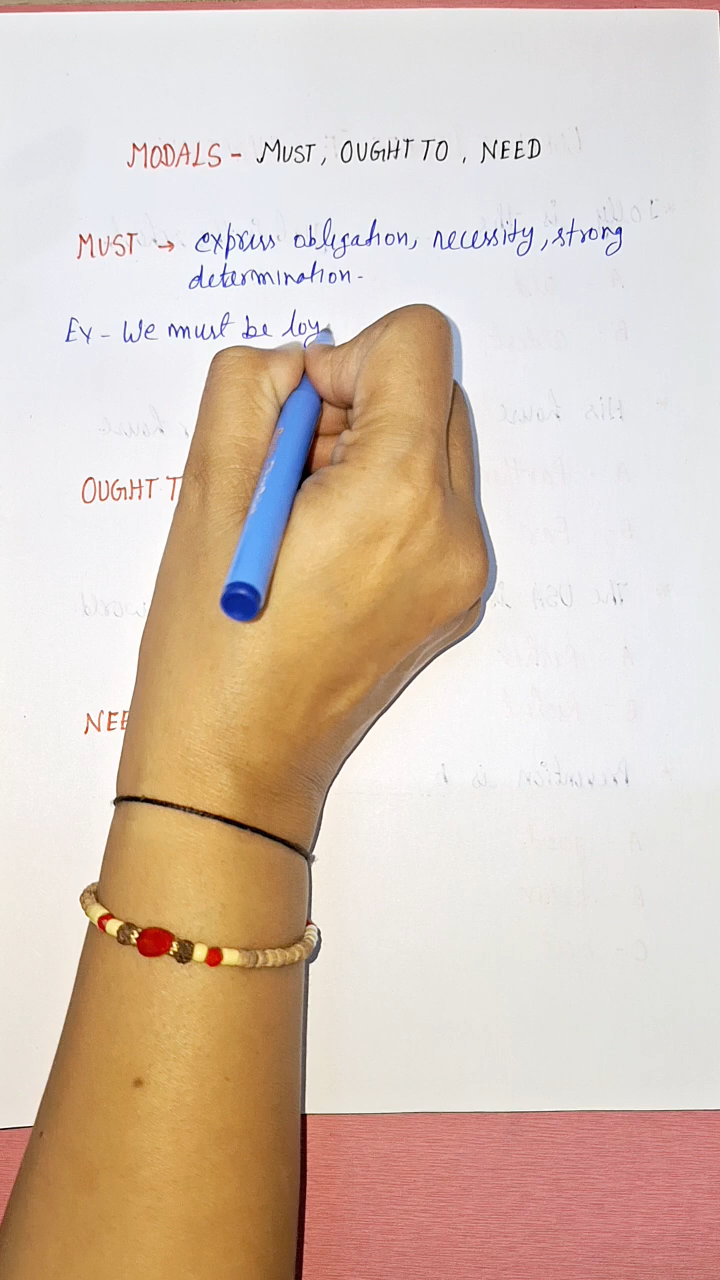 MODALS - MUST, OUGHT TO, NEED
MUST → express obligation, necessity, strong
determination.
Ex - We must be loy
OUGHT T
NEE